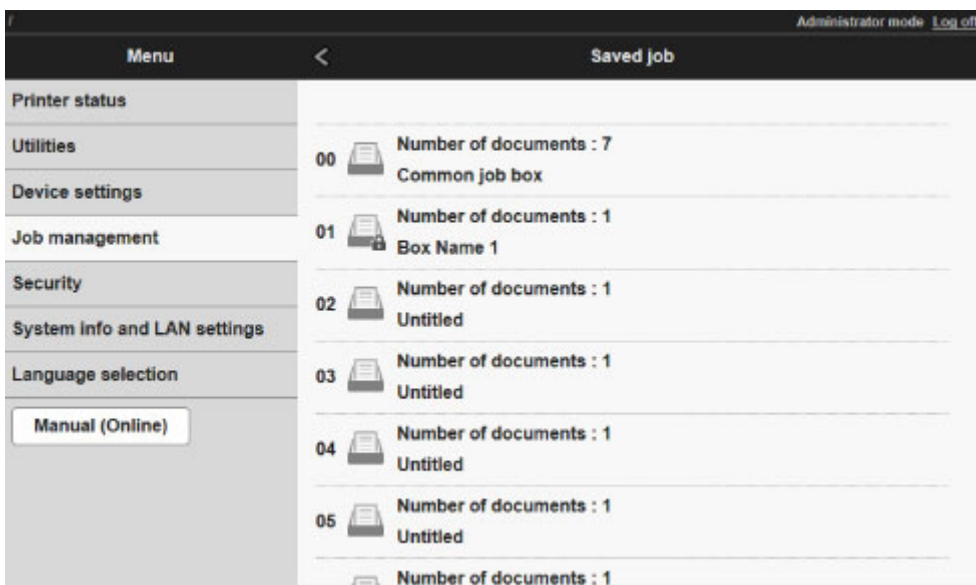 Administrator mode Log off
Menu
< Saved job
Printer status
Utilities
Device settings
Job management
Security
System info and LAN settings
Language selection
Manual (Online)
00 Number of documents : 7
Common job box
01 Number of documents : 1
Box Name 1
02 Number of documents : 1
Untitled
03 Number of documents : 1
Untitled
04 Number of documents : 1
Untitled
05 Number of documents : 1
Untitled
Number of documents : 1